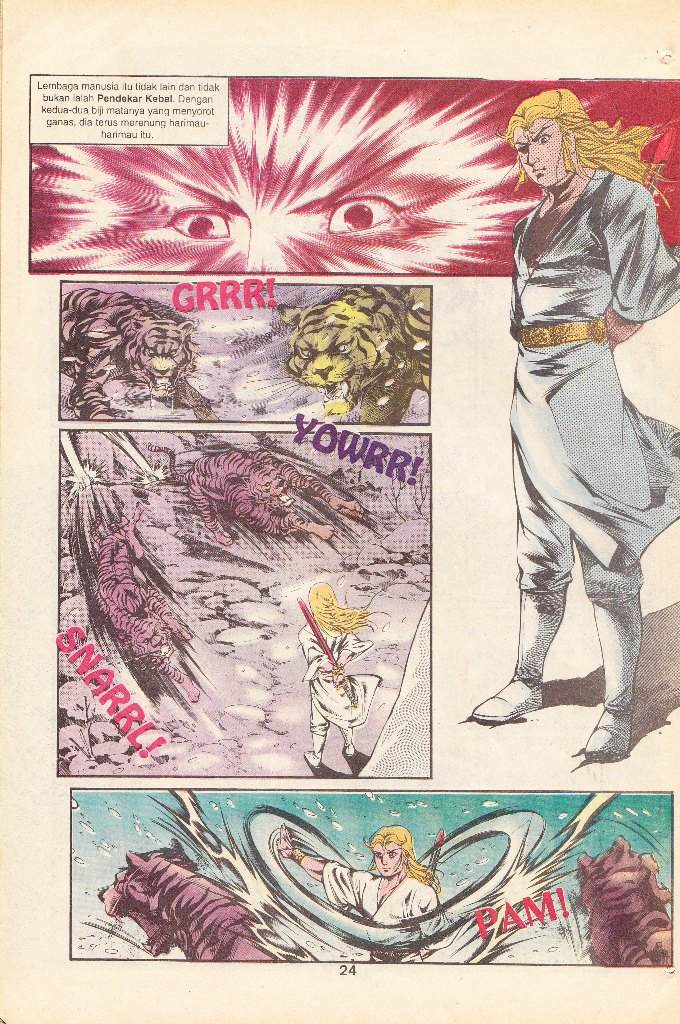 Lembaga manusia itu tidak lain dan tidak
bukan ialah Pendekar Kebal. Dengan
kedua-dua biji matanya yang menyorot
ganas, dia terus merenung harimau-
harimau itu.
GRRR!
YOWRR!
SNARRL!
PAM!
24